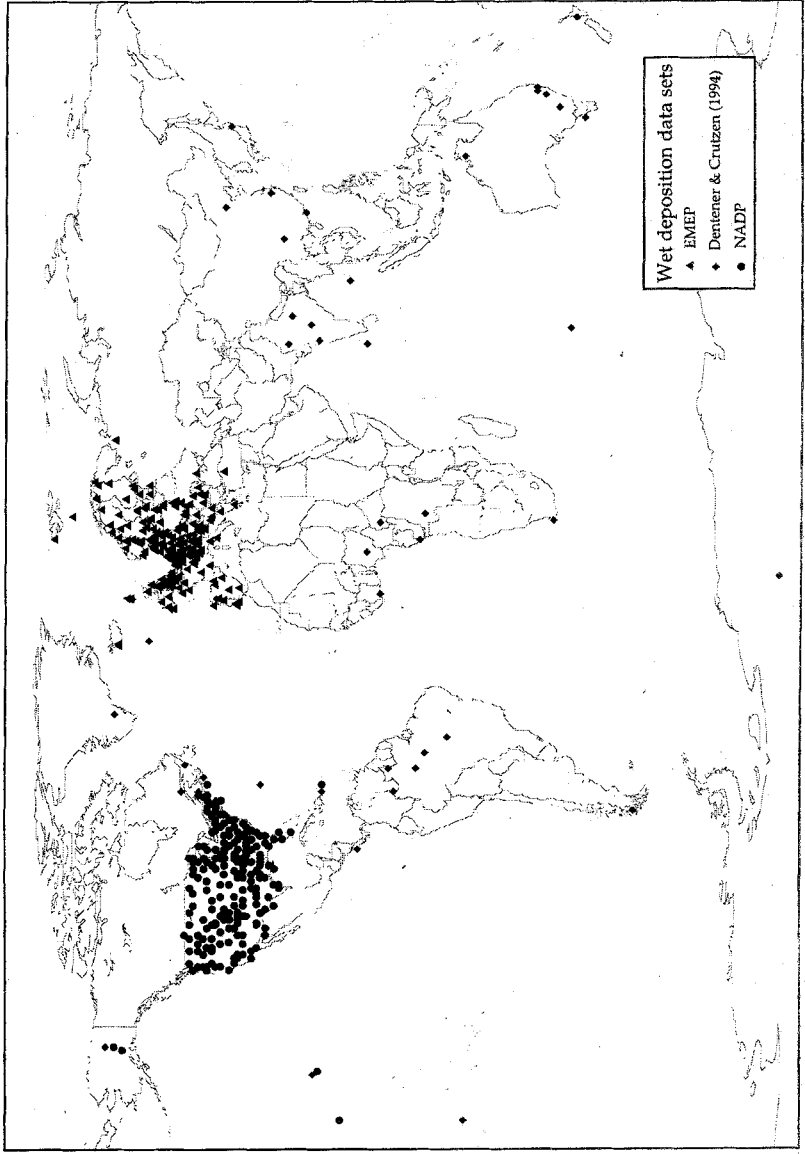 Wet deposition data sets
EMEP
Dentener & Crutzen (1994)
NADP